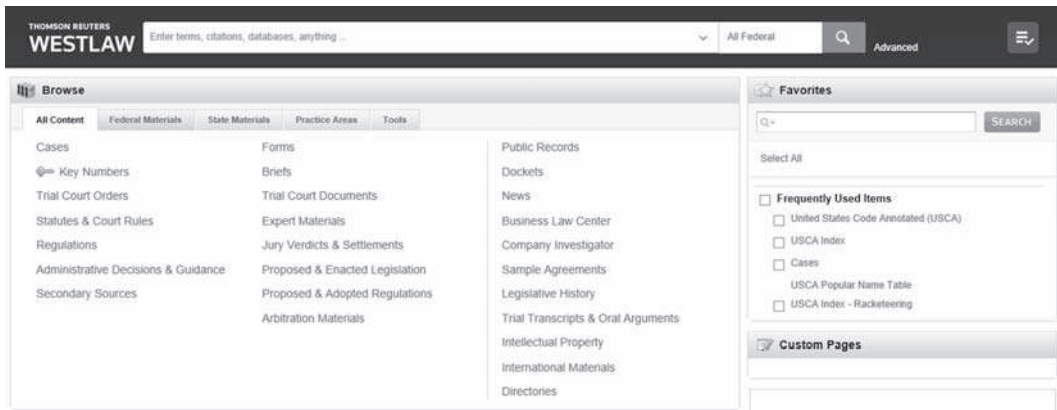 THOMSON REUTERS
WESTLAW
Enter terms, citations, databases, anything ...
All Federal
Advanced
Browse
All Content Federal Materials State Materials Practice Areas Tools
Cases
Key Numbers
Trial Court Orders
Statutes & Court Rules
Regulations
Administrative Decisions & Guidance
Secondary Sources
Forms
Briefs
Trial Court Documents
Expert Materials
Jury Verdicts & Settlements
Proposed & Enacted Legislation
Proposed & Adopted Regulations
Arbitration Materials
Public Records
Dockets
News
Business Law Center
Company Investigator
Sample Agreements
Legislative History
Trial Transcripts & Oral Arguments
Intellectual Property
International Materials
Directories
Favorites
SEARCH
Select All
Frequently Used Items
United States Code Annotated (USCA)
USCA Index
Cases
USCA Popular Name Table
USCA Index - Racketeering
Custom Pages